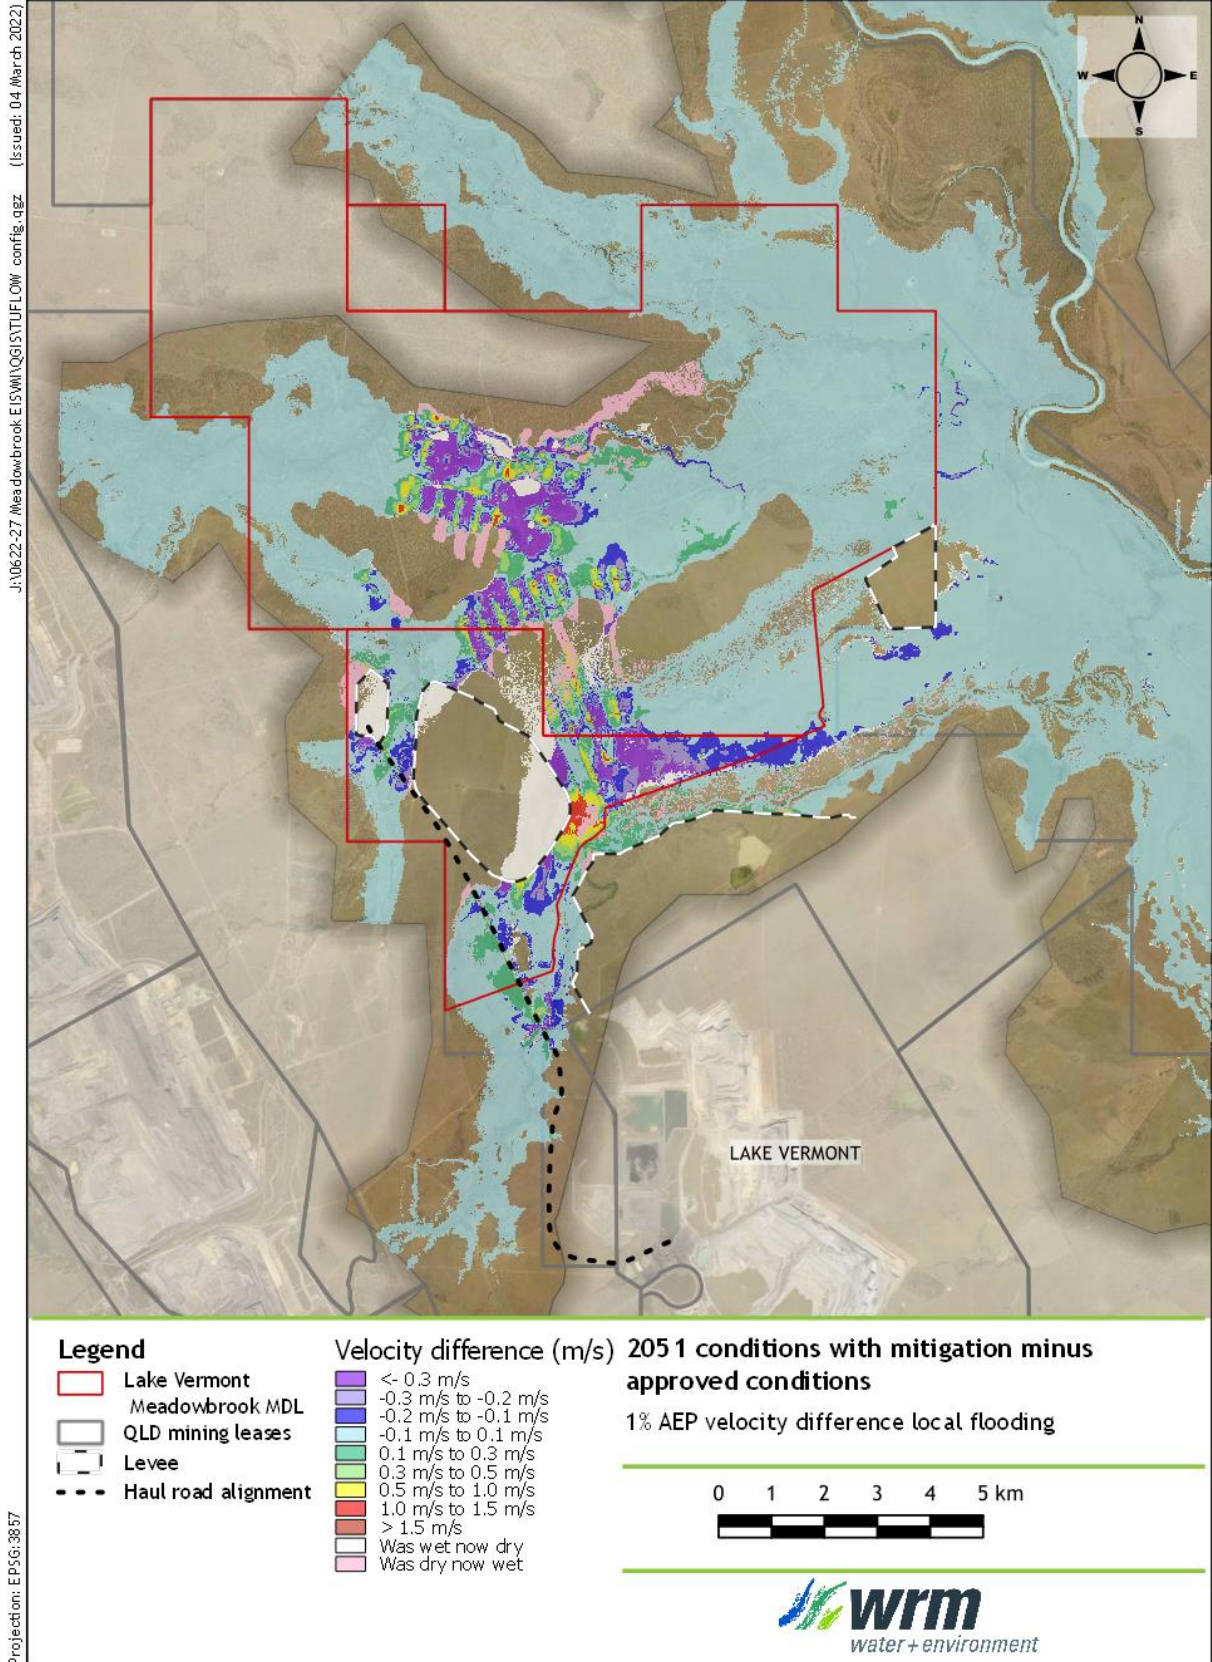 J:\0622-27 Meadowbrook EISVMI\QGIS\TUFLOW config.qgz (Issued: 04 March 2022)
Projection: EPSG:3857
N
W
E
S
LAKE VERMONT
Legend
Lake Vermont
Meadowbrook MDL
QLD mining leases
Levee
Haul road alignment
Velocity difference (m/s)
<- 0.3 m/s
-0.3 m/s to -0.2 m/s
-0.2 m/s to -0.1 m/s
-0.1 m/s to 0.1 m/s
0.1 m/s to 0.3 m/s
0.3 m/s to 0.5 m/s
0.5 m/s to 1.0 m/s
1.0 m/s to 1.5 m/s
> 1.5 m/s
Was wet now dry
Was dry now wet
2051 conditions with mitigation minus
approved conditions
1% AEP velocity difference local flooding
0 1 2 3 4 5 km
wrm
water+environment